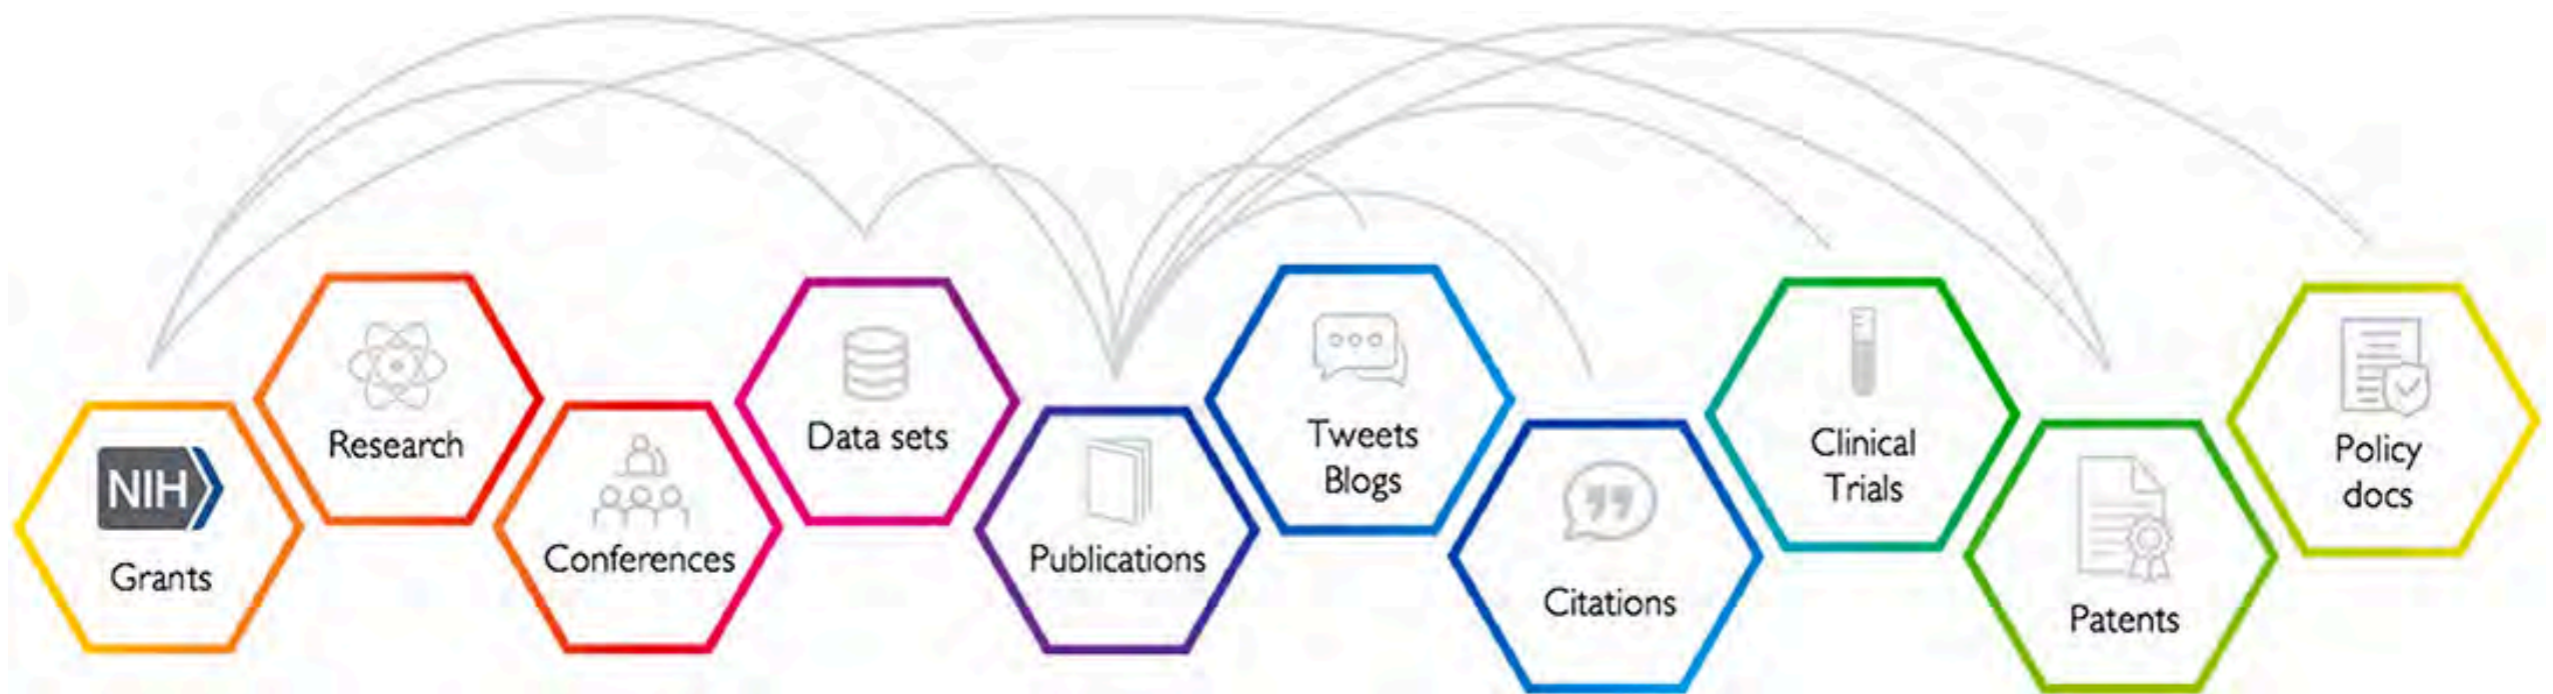 NIH
Grants
Research
Conferences
Data sets
Publications
Tweets
Blogs
Citations
Clinical
Trials
Patents
Policy
docs